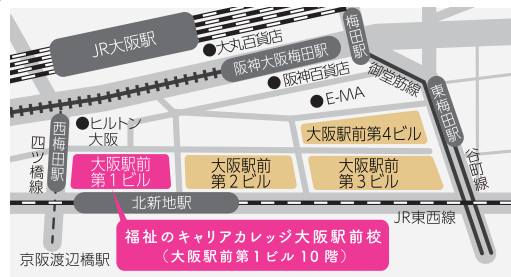 JR大阪駅
大丸百貨店
梅田駅
阪神大阪梅田駅
阪神百貨店
御堂筋線
E-MA
東梅田駅
ヒルトン
大阪
西梅田駅
四ツ橋線
大阪駅前第4ビル
谷町線
大阪駅前
第1ビル
大阪駅前
第2ビル
大阪駅前
第3ビル
北新地駅
JR東西線
福祉のキャリアカレッジ大阪駅前校
(大阪駅前第1ビル10階)
京阪渡辺橋駅